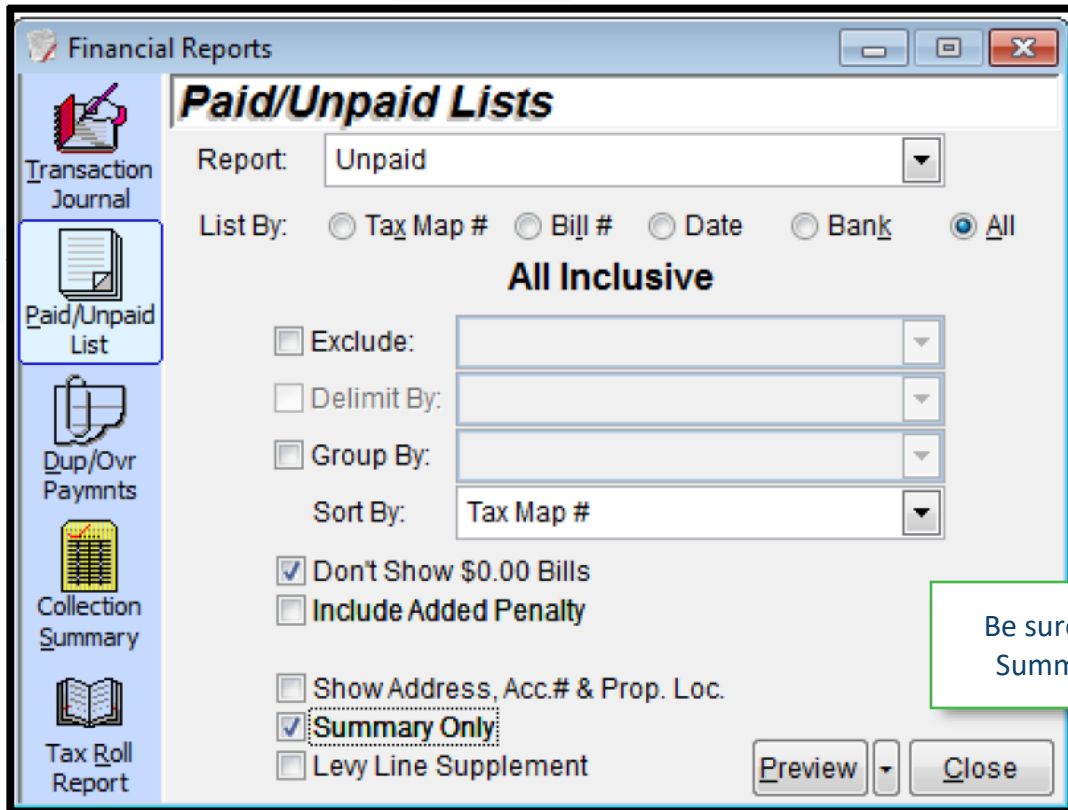 Financial Reports
Transaction
Journal
Paid/Unpaid
List
Dup/Ovr
Paymnts
Collection
Summary
Tax Roll
Report
Paid/Unpaid Lists
Report: Unpaid
List By: Tax Map # Bill # Date Bank All
All Inclusive
Exclude:
Delimit By:
Group By:
Sort By: Tax Map #
Don't Show $0.00 Bills
Include Added Penalty
Show Address, Acc.# & Prop. Loc.
Summary Only
Levy Line Supplement
Preview Close
Be